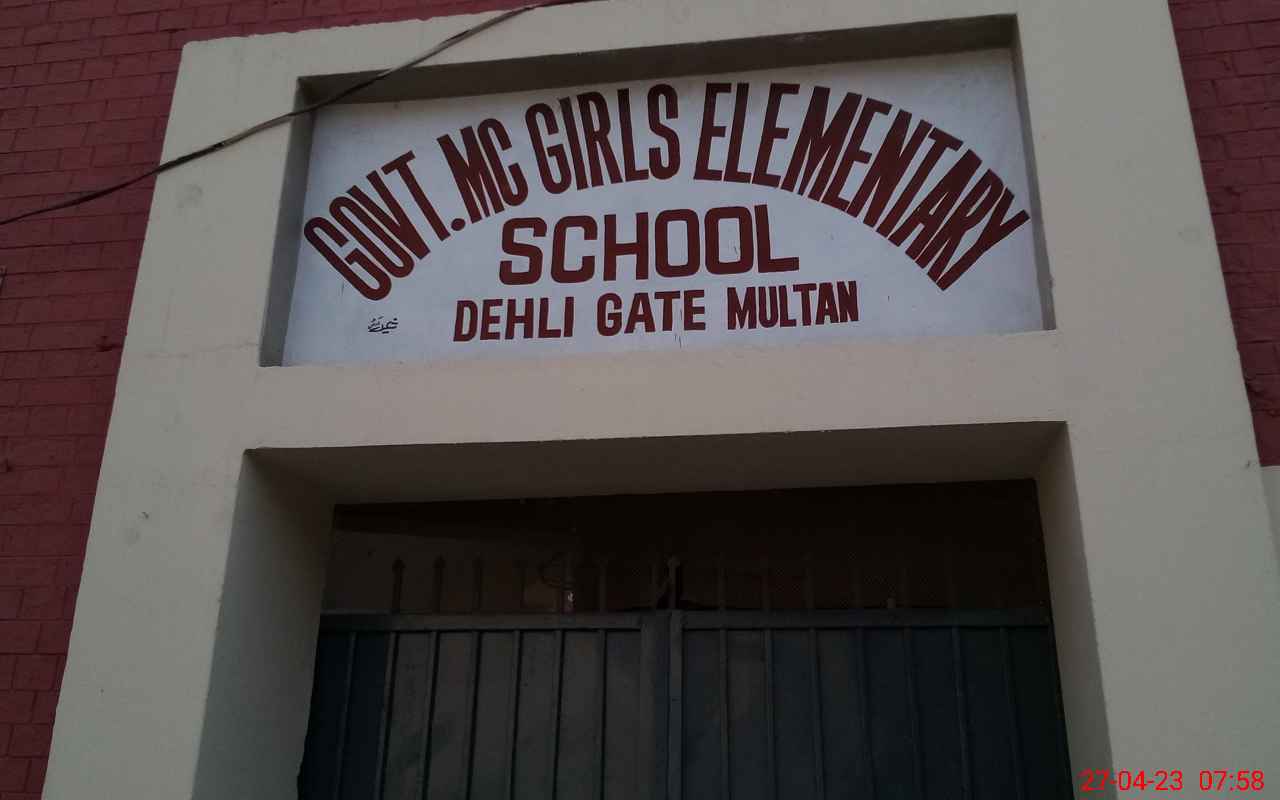 GOVT. MC GIRLS ELEMENTARY
SCHOOL
DEHLI GATE MULTAN
27-04-23 07:58